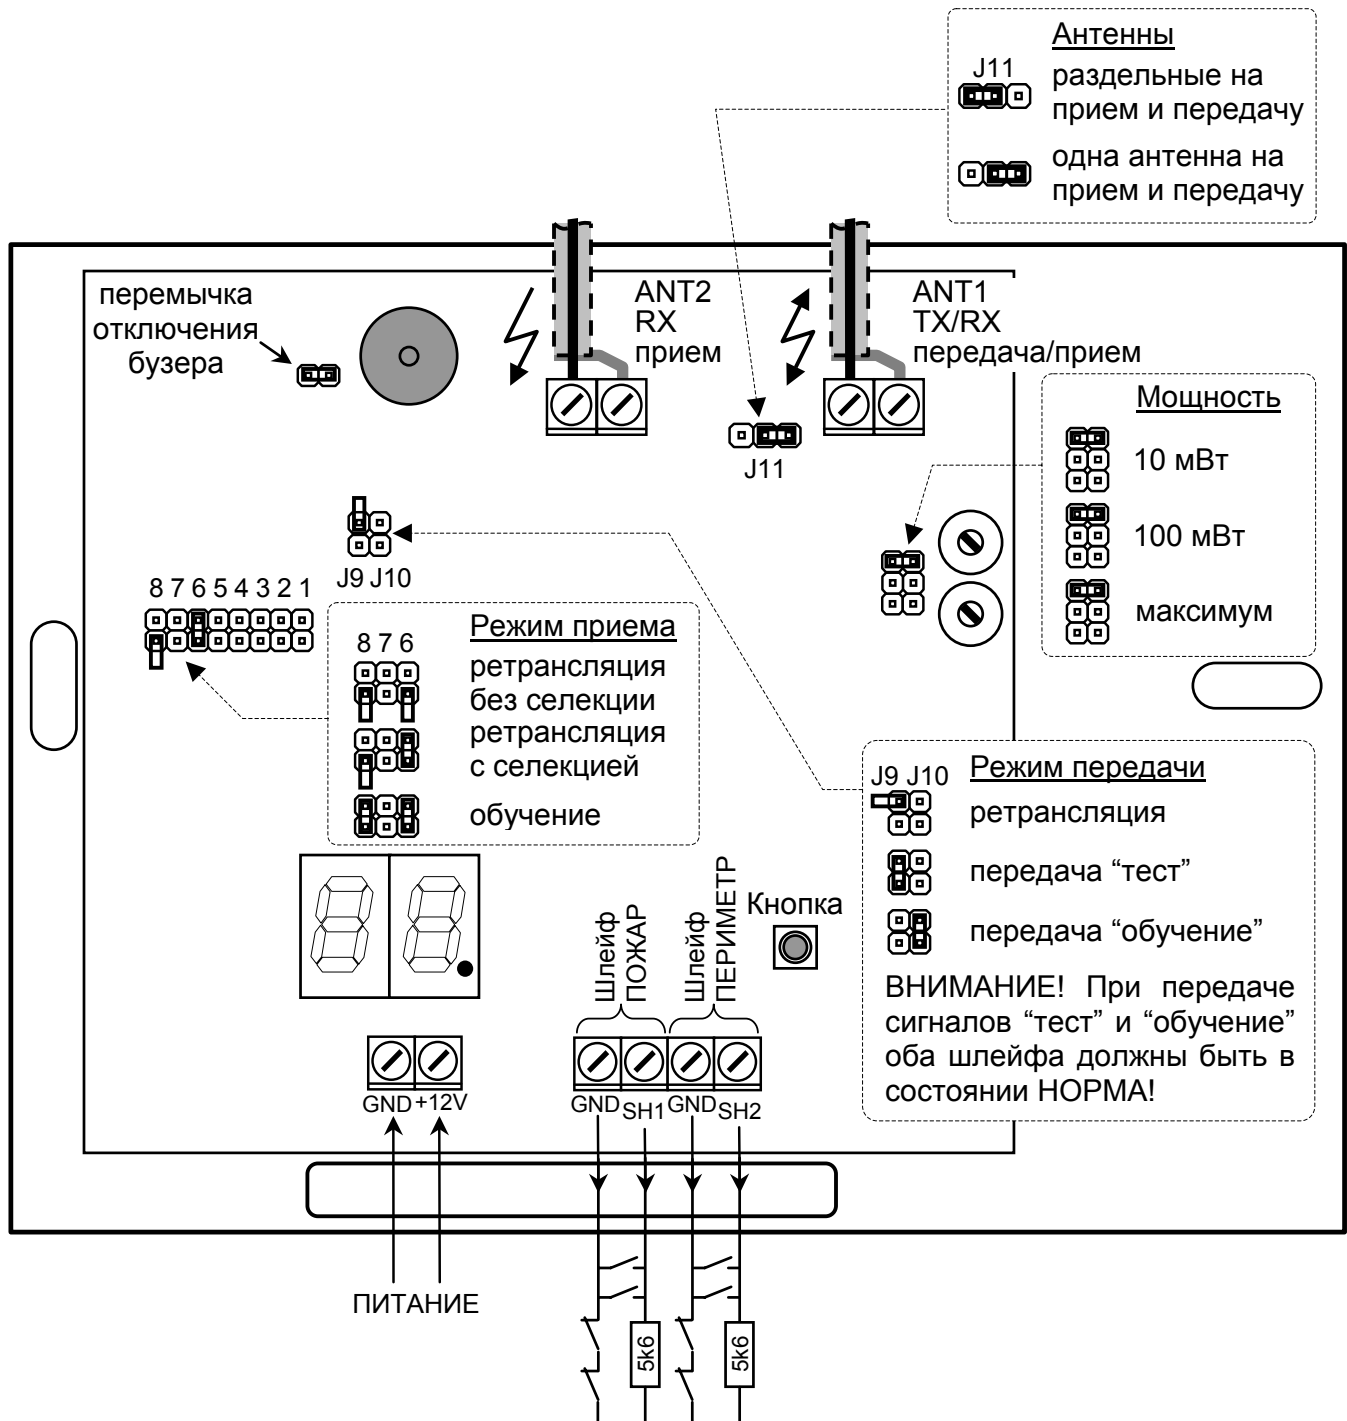 Антенны
J11
раздельные на
прием и передачу
одна антенна на
прием и передачу
перемычка
отключения
бузера
ANT2
RX
прием
ANT1
TX/RX
передача/прием
J11
Мощность
10 мВт
100 мВт
максимум
J9 J10
8 7 6 5 4 3 2 1
Режим приема
8 7 6
ретрансляция
без селекции
ретрансляция
с селекцией
обучение
J9 J10
Режим передачи
ретрансляция
передача “тест”
передача “обучение”
ВНИМАНИЕ! При передаче
сигналов “тест” и “обучение”
оба шлейфа должны быть в
состоянии НОРМА!
Шлейф
ПОЖАР
Шлейф
ПЕРИМЕТР
Кнопка
GND +12V
GND SH1 GND SH2
ПИТАНИЕ
5k6
5k6